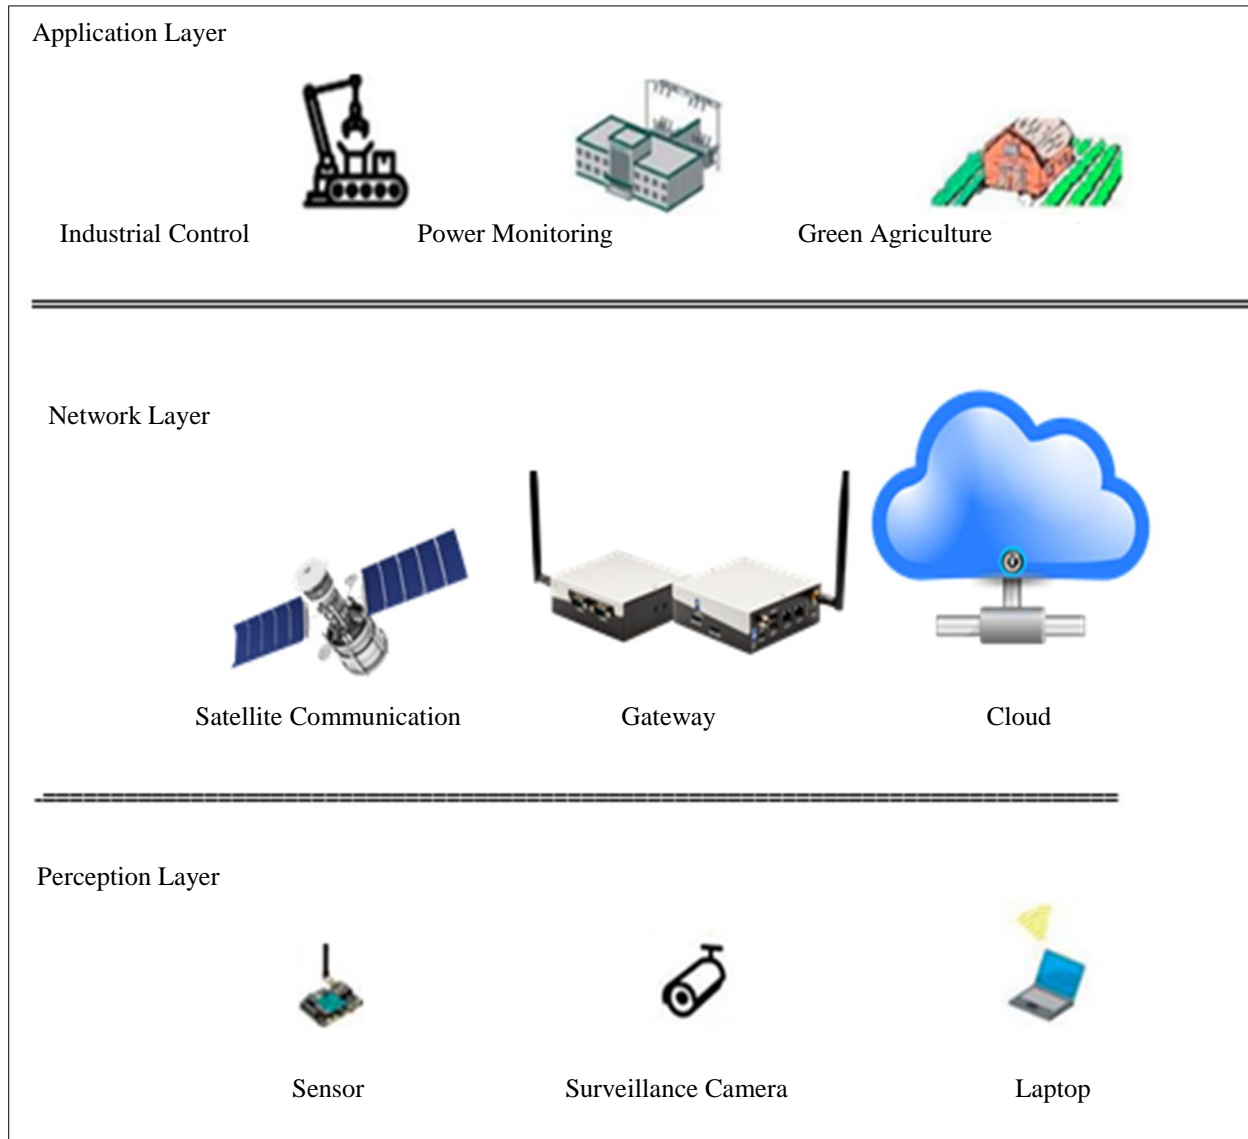 Application Layer
Industrial Control
Power Monitoring
Green Agriculture
Network Layer
Satellite Communication
Gateway
Cloud
Perception Layer
Sensor
Surveillance Camera
Laptop